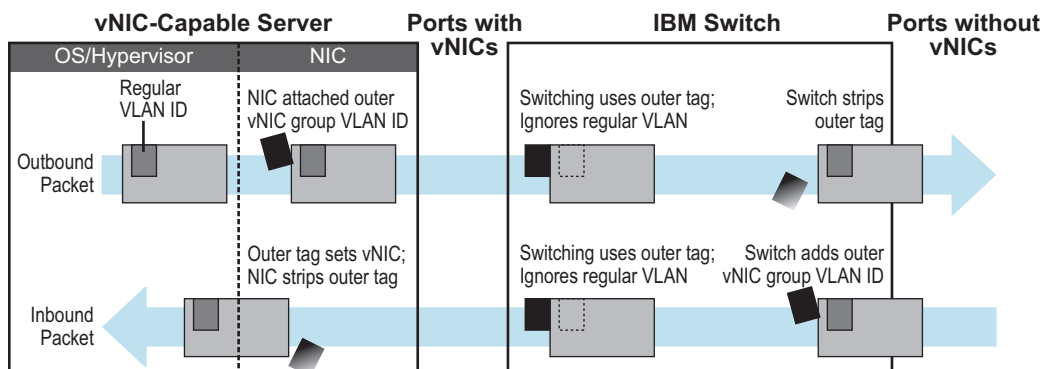 vNIC-Capable Server
Ports with
vNICs
IBM Switch
Ports without
vNICs
OS/Hypervisor
NIC
Regular
VLAN ID
NIC attached outer
vNIC group VLAN ID
Switching uses outer tag;
Ignores regular VLAN
Switch strips
outer tag
Outbound
Packet
Outer tag sets vNIC;
NIC strips outer tag
Switching uses outer tag;
Ignores regular VLAN
Switch adds outer
vNIC group VLAN ID
Inbound
Packet